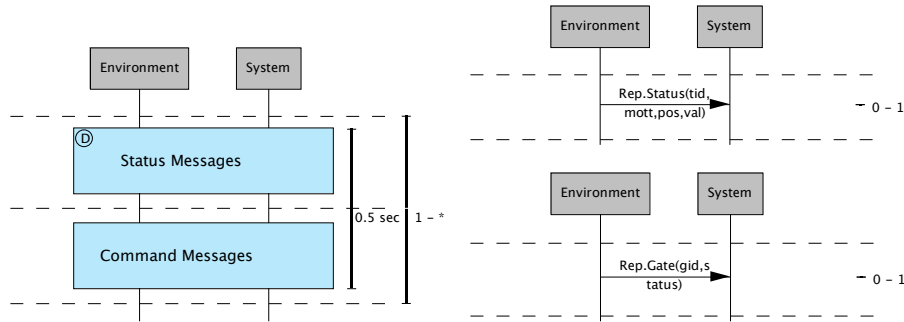 Environment
System
D
Status Messages
0.5 sec
1 – *
Command Messages
Environment
System
Rep.Status(tid,
mott,pos,val)
0 – 1
Environment
System
Rep.Gate(gid,s
tatus)
0 – 1